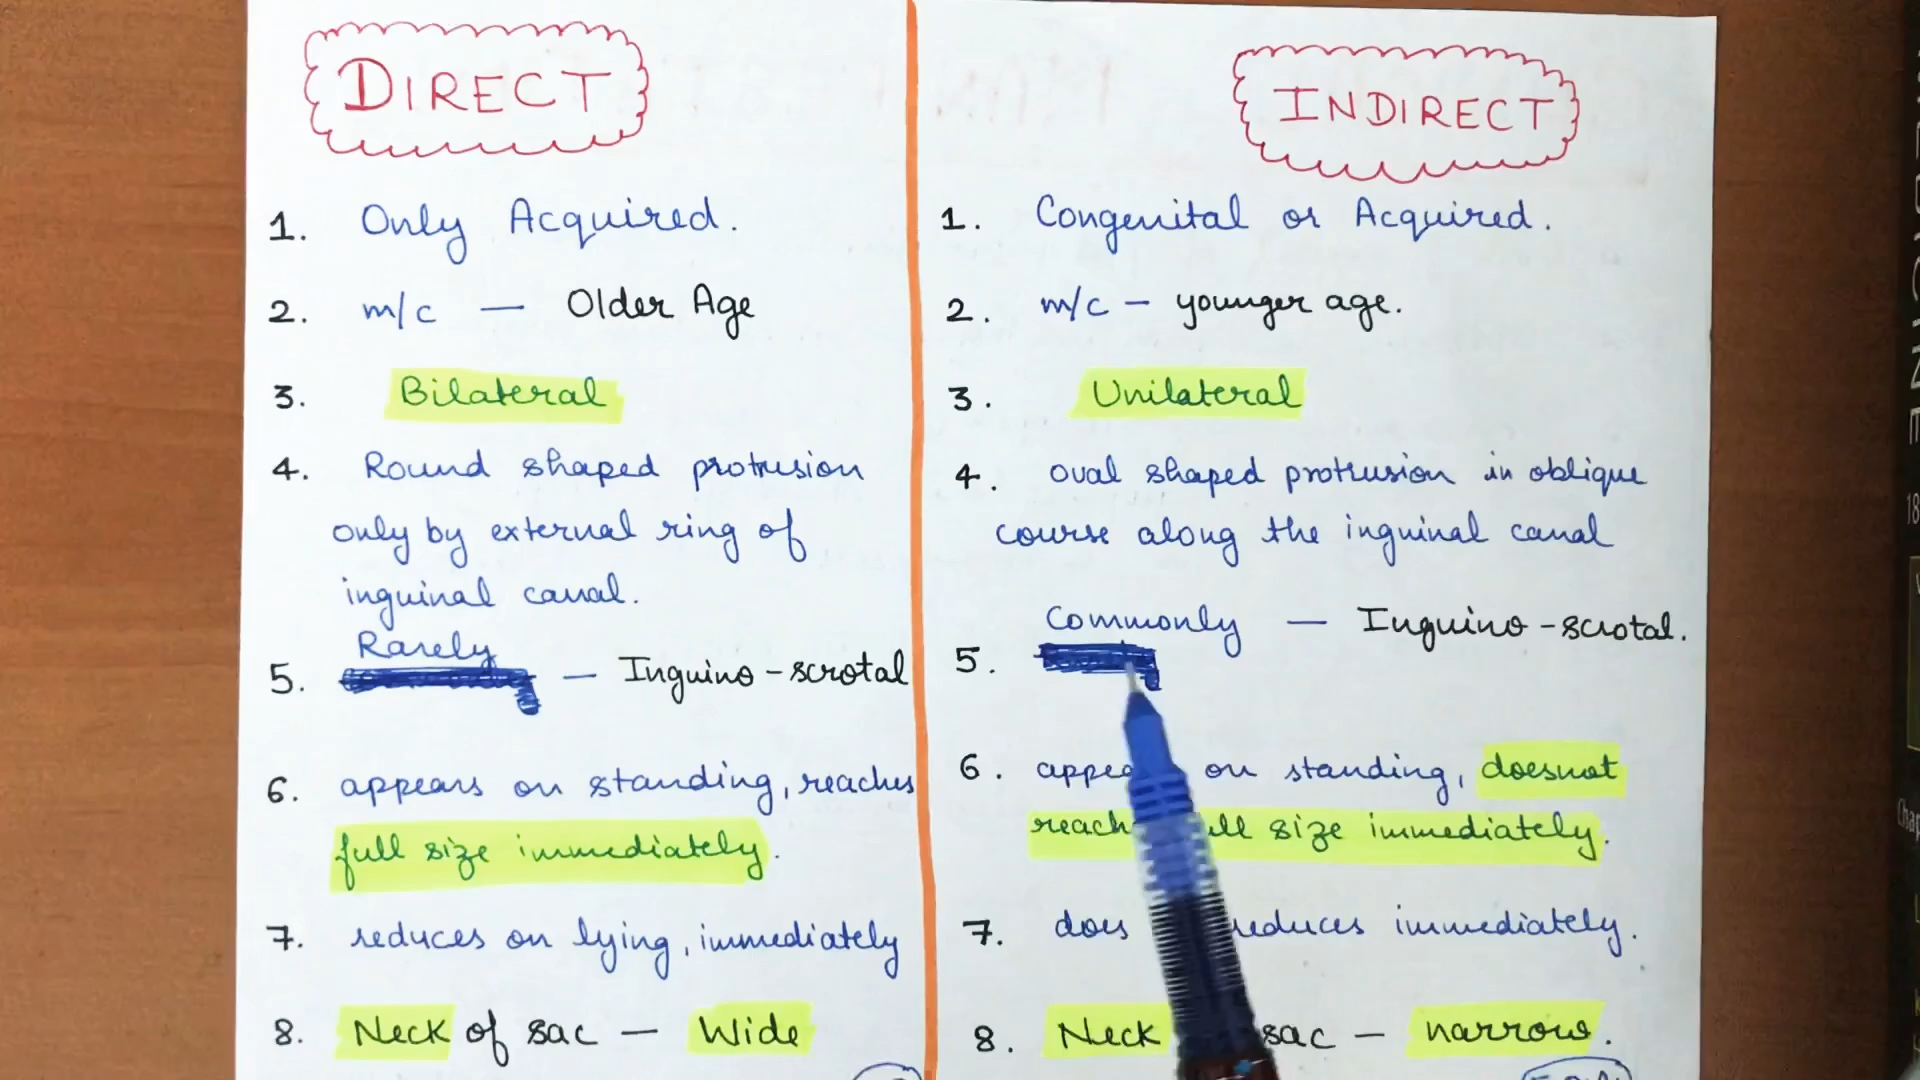 DIRECT
1. Only Acquired.
2. m/c — Older Age
3. Bilateral
4. Round shaped protrusion
only by external ring of
inguinal canal.
Rarely
5. — Inguino-scrotal
6. appears on standing, reaches
full size immediately.
7. reduces on lying, immediately
8. Neck of sac — Wide
INDIRECT
1. Congenital or Acquired.
2. m/c - younger age.
3. Unilateral
4. oval shaped protrusion in oblique
course along the inguinal canal
Commonly — Inguino-scrotal.
5.
6. on standing, doesnot
size immediately.
7. does reduces immediately.
8. Neck sac — narrow.